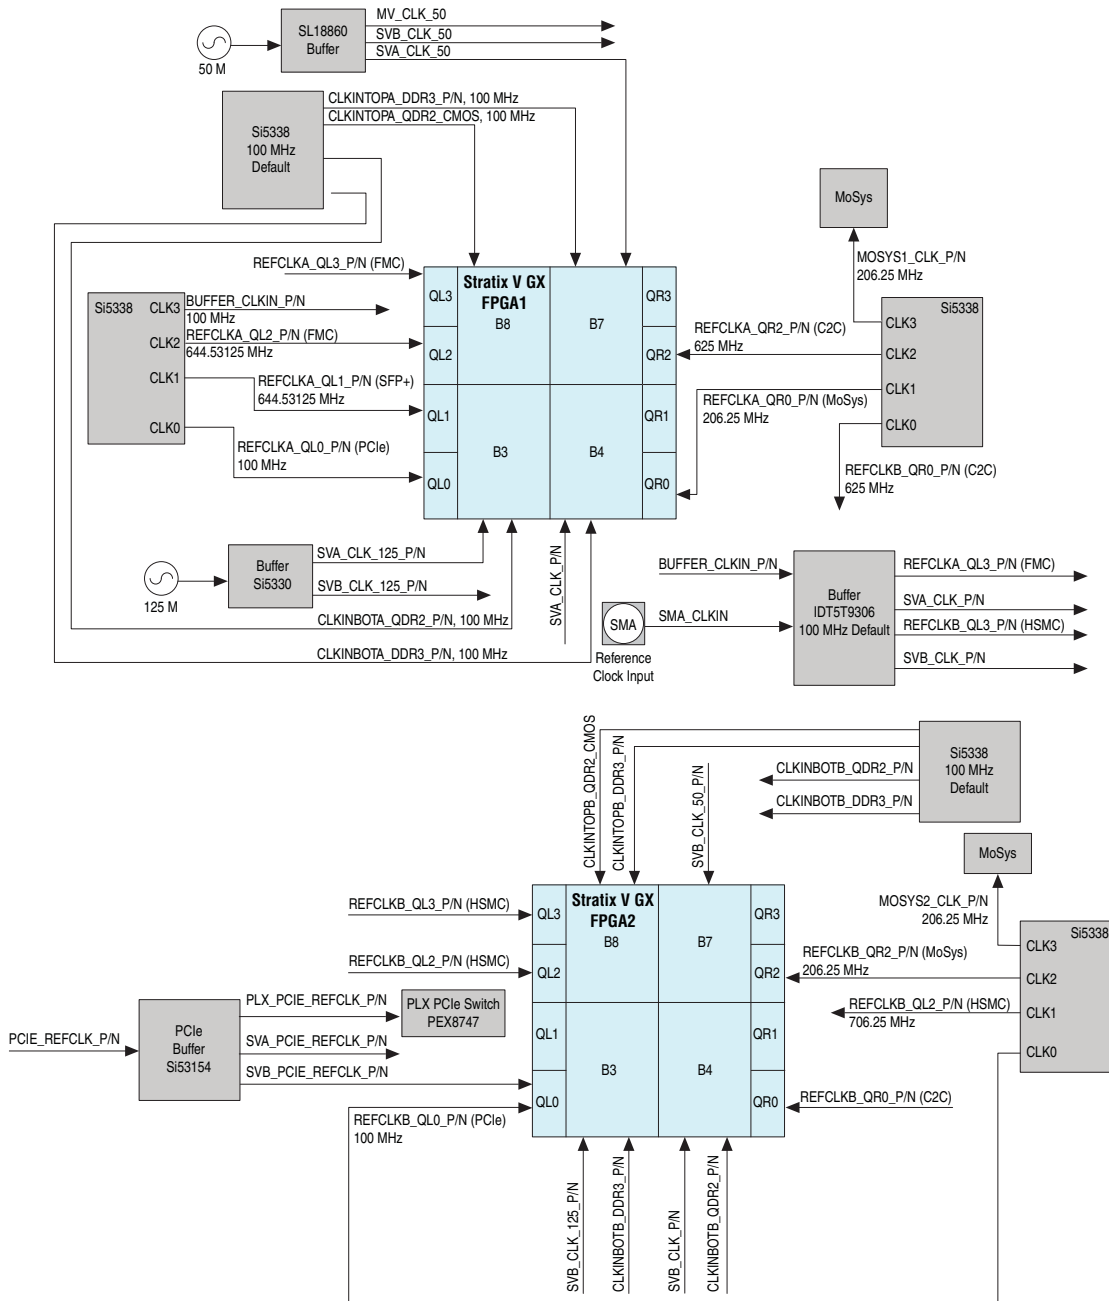 MV_CLK_50
SL18860
Buffer
SVB_CLK_50
SVA_CLK_50
50 M
CLKINTOPA_DDR3_P/N, 100 MHz
CLKINTOPA_QDR2_CMOS, 100 MHz
Si5338
100 MHz
Default
MoSys
MOSYS1_CLK_P/N
206.25 MHz
REFCLKA_QL3_P/N (FMC)
Stratix V GX
FPGA1
QL3
B8
B7
QR3
QL2
QR2
QL1
B3
B4
QR1
QL0
QR0
Si5338
CLK3
CLK2
CLK1
CLK0
BUFFER_CLKIN_P/N
100 MHz
REFCLKA_QL2_P/N (FMC)
644.53125 MHz
REFCLKA_QL1_P/N (SFP+)
644.53125 MHz
REFCLKA_QL0_P/N (PCIe)
100 MHz
Si5338
CLK3
CLK2
CLK1
CLK0
REFCLKA_QR2_P/N (C2C)
625 MHz
REFCLKA_QR0_P/N (MoSys)
206.25 MHz
REFCLKB_QR0_P/N (C2C)
625 MHz
125 M
Buffer
Si5330
SVA_CLK_125_P/N
SVB_CLK_125_P/N
CLKINBOTA_QDR2_P/N, 100 MHz
CLKINBOTA_DDR3_P/N, 100 MHz
SVA_CLK_P/N
BUFFER_CLKIN_P/N
SMA
SMA_CLKIN
Reference
Clock Input
Buffer
IDT5T9306
100 MHz Default
REFCLKA_QL3_P/N (FMC)
SVA_CLK_P/N
REFCLKB_QL3_P/N (HSMC)
SVB_CLK_P/N
CLKINTOPB_QDR2_CMOS
CLKINTOPB_DDR3_P/N
SVB_CLK_50_P/N
CLKINBOTB_QDR2_P/N
CLKINBOTB_DDR3_P/N
Si5338
100 MHz
Default
MoSys
MOSYS2_CLK_P/N
206.25 MHz
Si5338
CLK3
CLK2
CLK1
CLK0
REFCLKB_QL3_P/N (HSMC)
REFCLKB_QL2_P/N (HSMC)
Stratix V GX
FPGA2
QL3
B8
B7
QR3
QL2
QR2
QL1
B3
B4
QR1
QL0
QR0
REFCLKB_QR2_P/N (MoSys)
206.25 MHz
REFCLKB_QL2_P/N (HSMC)
706.25 MHz
REFCLKB_QR0_P/N (C2C)
PCIE_REFCLK_P/N
PCIe
Buffer
Si53154
PLX_PCIE_REFCLK_P/N
SVA_PCIE_REFCLK_P/N
SVB_PCIE_REFCLK_P/N
PLX PCIe Switch
PEX8747
REFCLKB_QL0_P/N (PCIe)
100 MHz
SVB_CLK_125_P/N
CLKINBOTB_DDR3_P/N
SVB_CLK_P/N
CLKINBOTB_QDR2_P/N